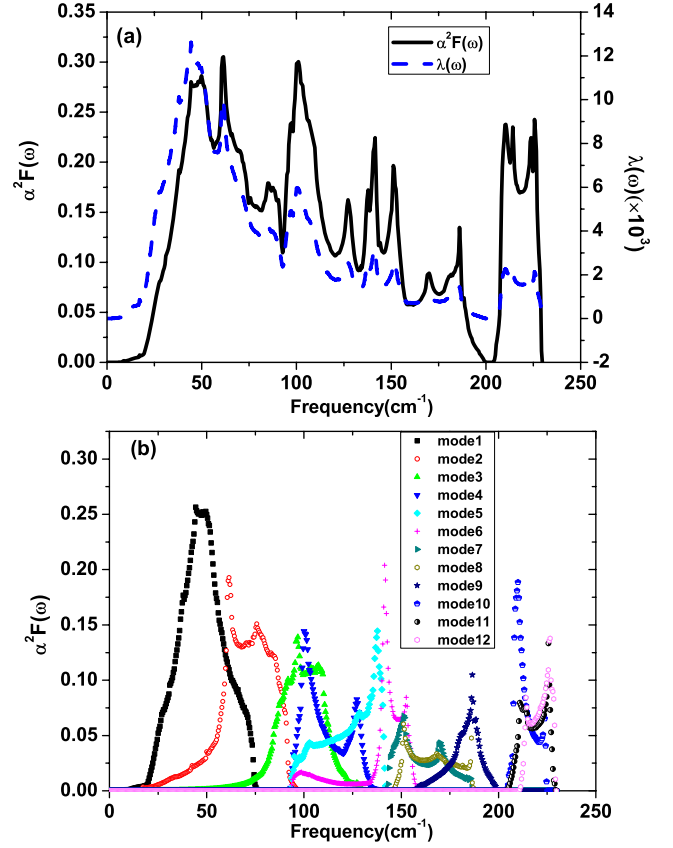 (a)
α²F(ω)
λ(ω)
0.35
0.30
0.25
0.20
0.15
0.10
0.05
0.00
α²F(ω)
14
12
10
8
6
4
2
0
-2
λ(ω)(×10³)
0 50 100 150 200 250
Frequency(cm⁻¹)
(b)
mode1
mode2
mode3
mode4
mode5
mode6
mode7
mode8
mode9
mode10
mode11
mode12
0.30
0.25
0.20
0.15
0.10
0.05
0.00
α²F(ω)
0 50 100 150 200 250
Frequency(cm⁻¹)